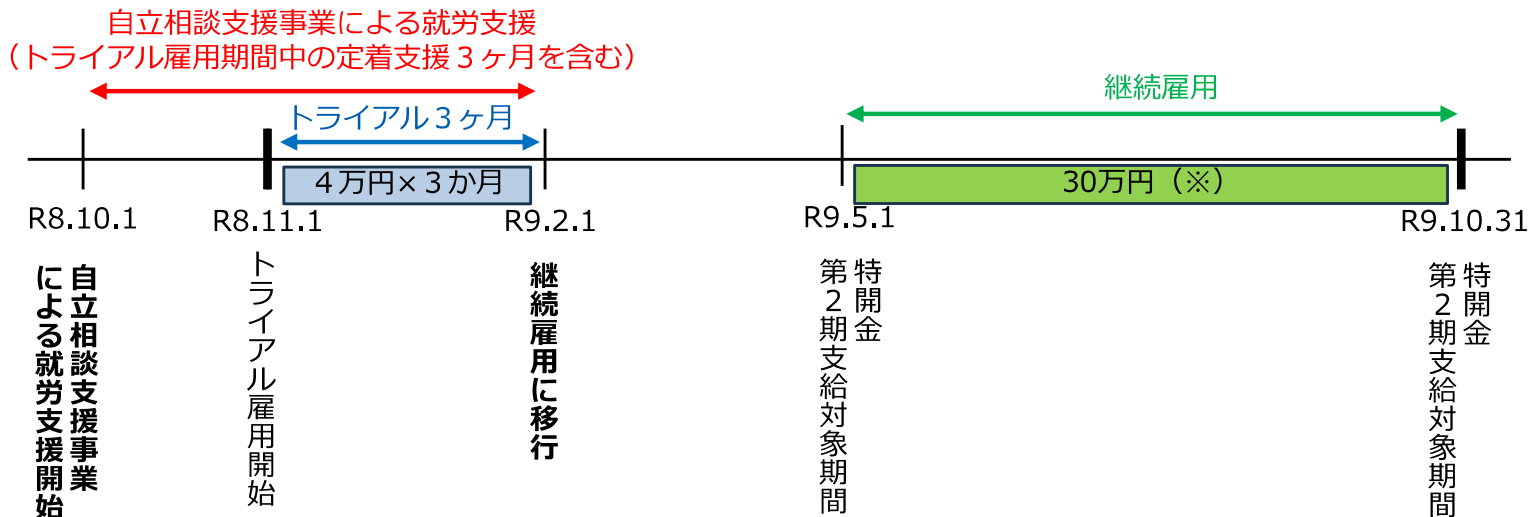 自立相談支援事業による就労支援
（トライアル雇用期間中の定着支援３ヶ月を含む）
トライアル３ヶ月
継続雇用
４万円×３か月
30万円（※）
R8.10.1
R8.11.1
R9.2.1
R9.5.1
R9.10.31
自立相談支援事業
による就労支援開始
トライアル雇用開始
継続雇用に移行
特開金
第２期支給対象期間
特開金
第２期支給対象期間